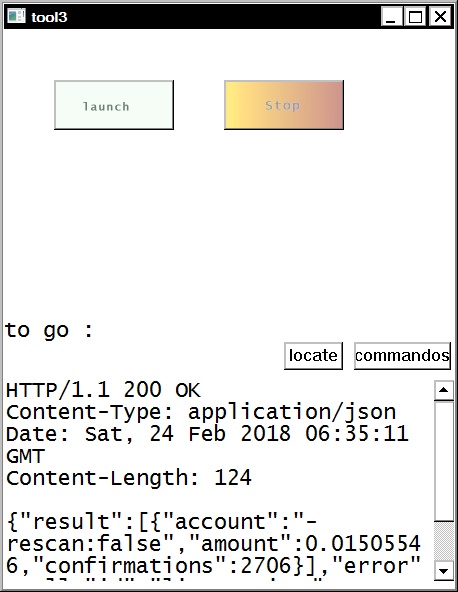 tool3
launch Stop
to go :
locate commandos
HTTP/1.1 200 OK
Content-Type: application/json
Date: Sat, 24 Feb 2018 06:35:11
GMT
Content-Length: 124
{"result":[{"account":"-
rescan:false","amount":0.0150554
6,"confirmations":2706}],"error"